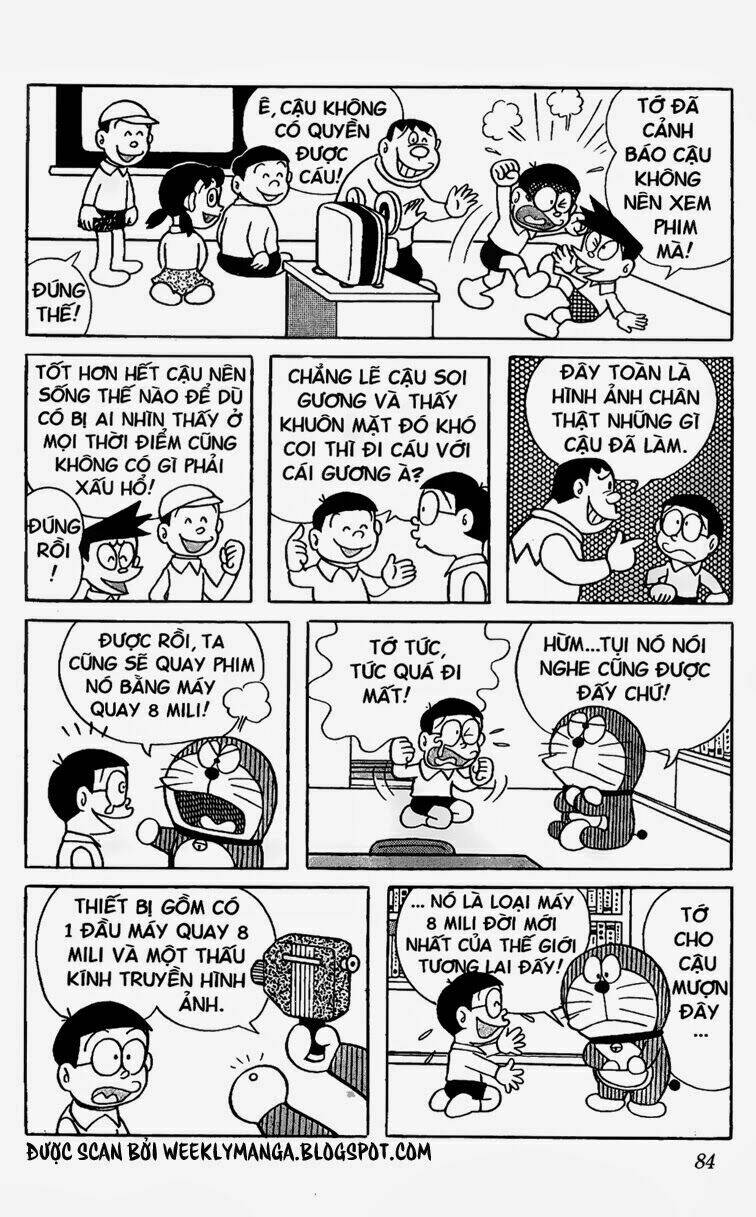 TỚ ĐÃ
CẢNH
BÁO CẬU
KHÔNG
NÊN XEM
PHIM
MÀ!
Ê, CẬU KHÔNG
CÓ QUYỀN
ĐƯỢC
CÁU!
ĐÚNG
THẾ!
ĐÂY TOÀN LÀ
HÌNH ẢNH CHÂN
THẬT NHỮNG GÌ
CẬU ĐÃ LÀM.
CHẲNG LẼ CẬU SOI
GƯƠNG VÀ THẤY
KHUÔN MẶT ĐÓ KHÓ
COI THÌ ĐI CÁU VỚI
CÁI GƯƠNG À?
TỐT HƠN HẾT CẬU NÊN
SỐNG THẾ NÀO ĐỂ DÙ
CÓ BỊ AI NHÌN THẤY Ở
MỌI THỜI ĐIỂM CŨNG
KHÔNG CÓ GÌ PHẢI
XẤU HỔ!
ĐÚNG
RỒI
!
HỪM...TỤI NÓ NÓI
NGHE CŨNG ĐƯỢC
ĐẤY CHỨ!
TỚ TỨC,
TỨC QUÁ ĐI
MẤT!
ĐƯỢC RỒI, TA
CŨNG SẼ QUAY PHIM
NÓ BẰNG MÁY
QUAY 8 MILI!
TỚ
CHO
CẬU
MƯỢN
ĐÂY
...
... NÓ LÀ LOẠI MÁY
8 MILI ĐỜI MỚI
NHẤT CỦA THẾ GIỚI
TƯƠNG LAI ĐẤY!
THIẾT BỊ GỒM CÓ
1 ĐẦU MÁY QUAY 8
MILI VÀ MỘT THẤU
KÍNH TRUYỀN HÌNH
ẢNH.
ĐƯỢC SCAN BỞI WEEKLYMANGA.BLOGSPOT.COM
84